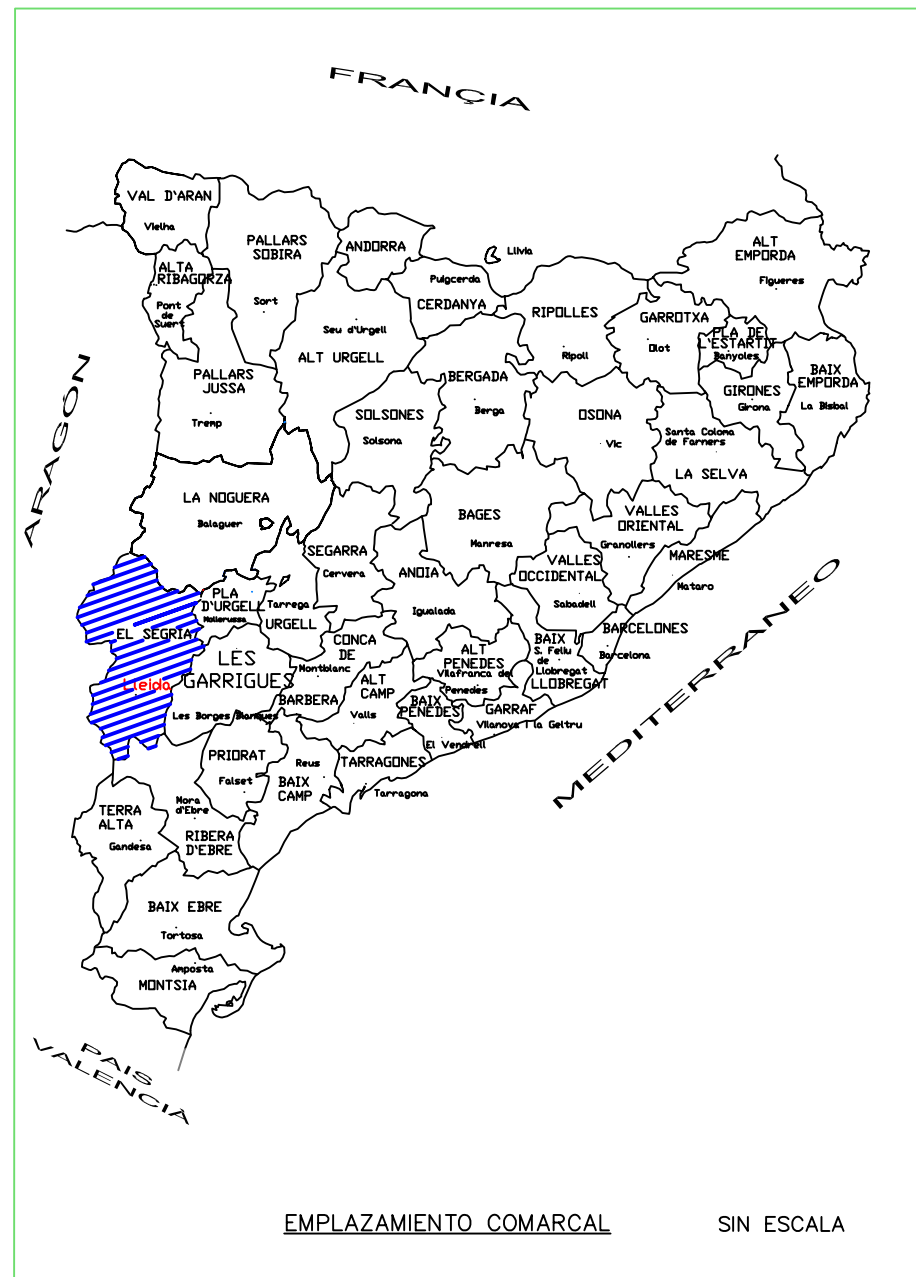 FRANÇIA
VAL D'ARAN
Vielha
PALLARS
SOBIRA
Sort
ANDORRA
Llivia
ALT
EMPORDA
Figueres
ALTA
RIBAGORZA
Pont
de
Suert
Puigcerda
CERDANYA
RIPOLLES
Ripoll
GARROTXA
Olot
PLA DE
L'ESTARTIT
Banyoles
Seu d'Urgell
ALT URGELL
PALLARS
JUSSA
Tremp
BERGADA
Berga
GIRONES
Girona
BAIX
EMPORDA
La Bisbal
ARAGÓN
SOLSONES
Solsona
OSONA
Vic
Santa Coloma
de Farners
LA SELVA
LA NOGUERA
Balaguer
BAGES
Manresa
VALLES
ORIENTAL
Granollers
SEGARRA
Cervera
ANOIA
Igualada
VALLES
OCCIDENTAL
Sabadell
MARESME
Mataro
PLA
D'URGELL
Mollerussa
Tarrega
URGELL
EL SEGRIA
Lleida
LES
GARRIGUES
Les Borges Blanques
CONCA
DE
Montblanc
BARBERA
ALT
CAMP
Valls
ALT
PENEDES
Vilafranca del
Penedes
BAIX
S. Feliu
de
Llobregat
LLOBREGAT
BARCELONES
Barcelona
BAIX
PENEDES
El Vendrell
GARRAF
Vilanova i la Geltru
MEDITERRANEO
PRIORAT
Falset
Reus
BAIX
CAMP
TARRAGONES
Tarragona
TERRA
ALTA
Gandesa
Mora
d'Ebre
RIBERA
D'EBRE
BAIX EBRE
Tortosa
Amposta
MONTSIA
PAIS
VALENCIÀ
EMPLAZAMIENTO COMARCAL
SIN ESCALA